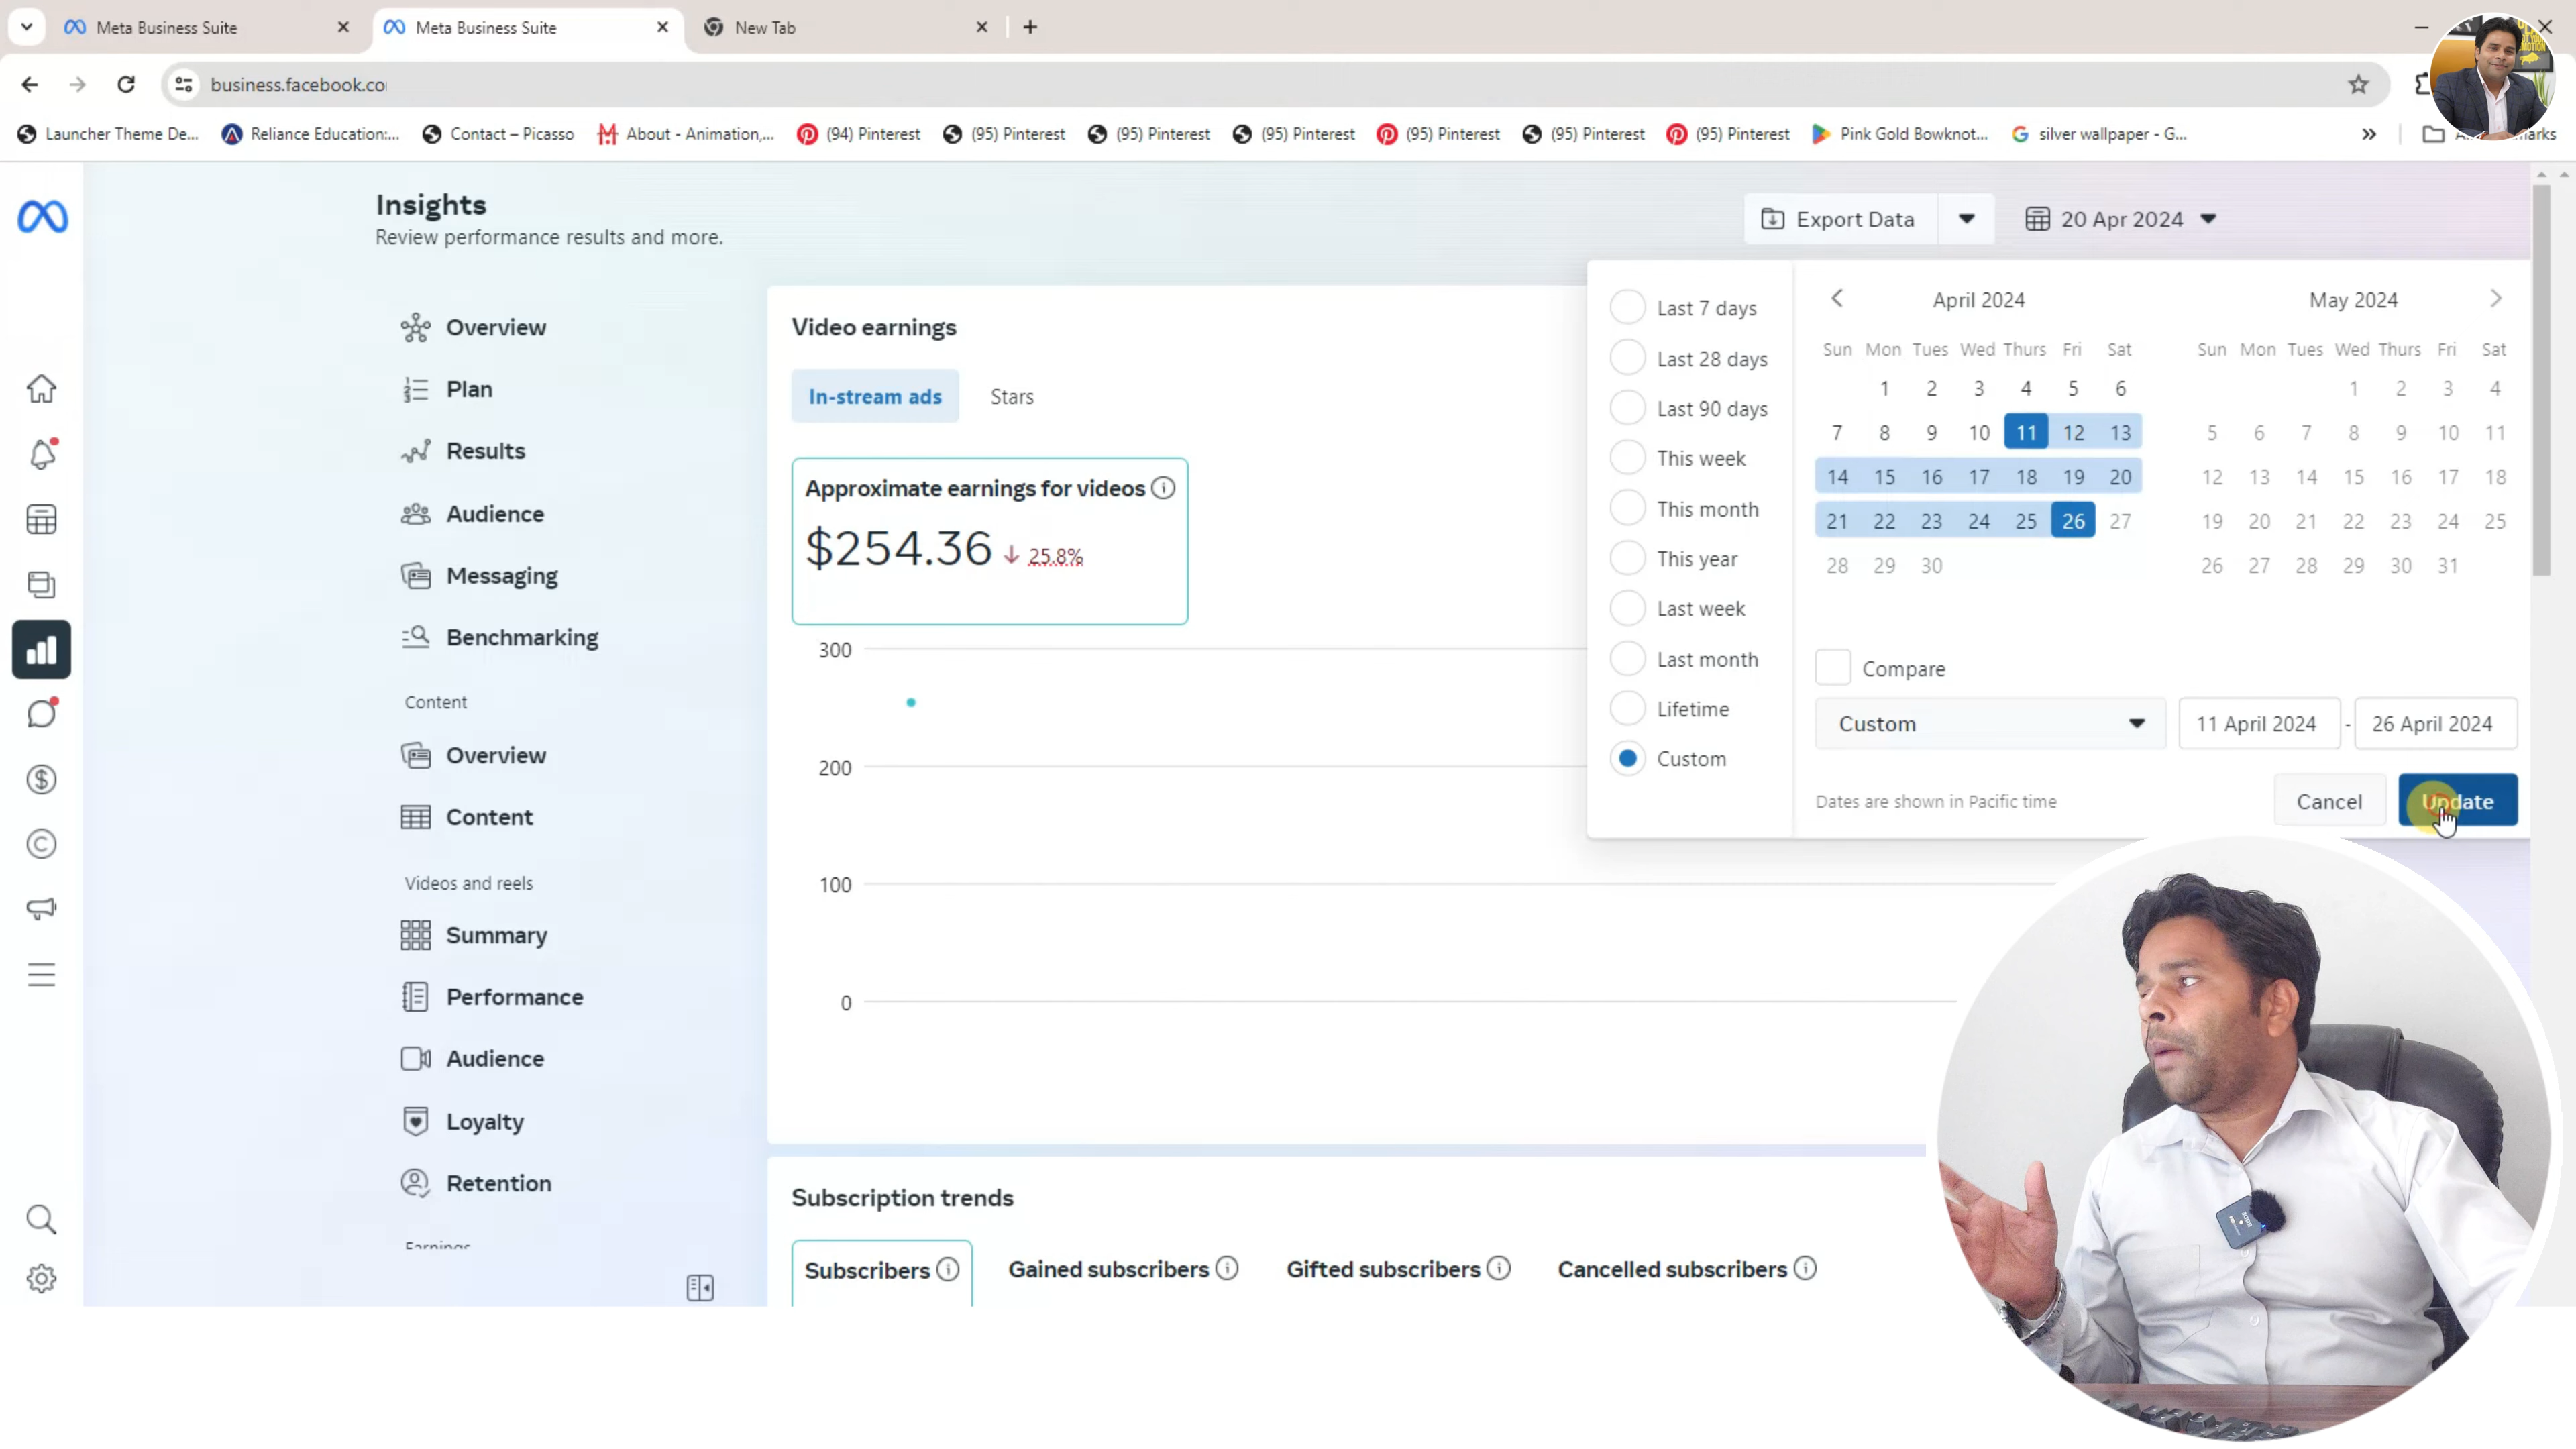 Meta Business Suite
Meta Business Suite
New Tab
business.facebook.co
Launcher Theme De...
Reliance Education:...
Contact – Picasso
About - Animation,...
(94) Pinterest
(95) Pinterest
(95) Pinterest
(95) Pinterest
(95) Pinterest
(95) Pinterest
(95) Pinterest
Pink Gold Bowknot...
silver wallpaper - G...
Insights
Review performance results and more.
Export Data
20 Apr 2024
Overview
Plan
Results
Audience
Messaging
Benchmarking
Content
Overview
Content
Videos and reels
Summary
Performance
Audience
Loyalty
Retention
Earnings
Video earnings
In-stream ads
Stars
Approximate earnings for videos
$254.36 ↓ 25.8%
300
200
100
0
Last 7 days
Last 28 days
Last 90 days
This week
This month
This year
Last week
Last month
Lifetime
Custom
April 2024
Sun Mon Tues Wed Thurs Fri Sat
1 2 3 4 5 6
7 8 9 10 11 12 13
14 15 16 17 18 19 20
21 22 23 24 25 26 27
28 29 30
May 2024
Sun Mon Tues Wed Thurs Fri Sat
1 2 3 4
5 6 7 8 9 10 11
12 13 14 15 16 17 18
19 20 21 22 23 24 25
26 27 28 29 30 31
Compare
Custom
11 April 2024 - 26 April 2024
Dates are shown in Pacific time
Cancel
Update
Subscription trends
Subscribers
Gained subscribers
Gifted subscribers
Cancelled subscribers